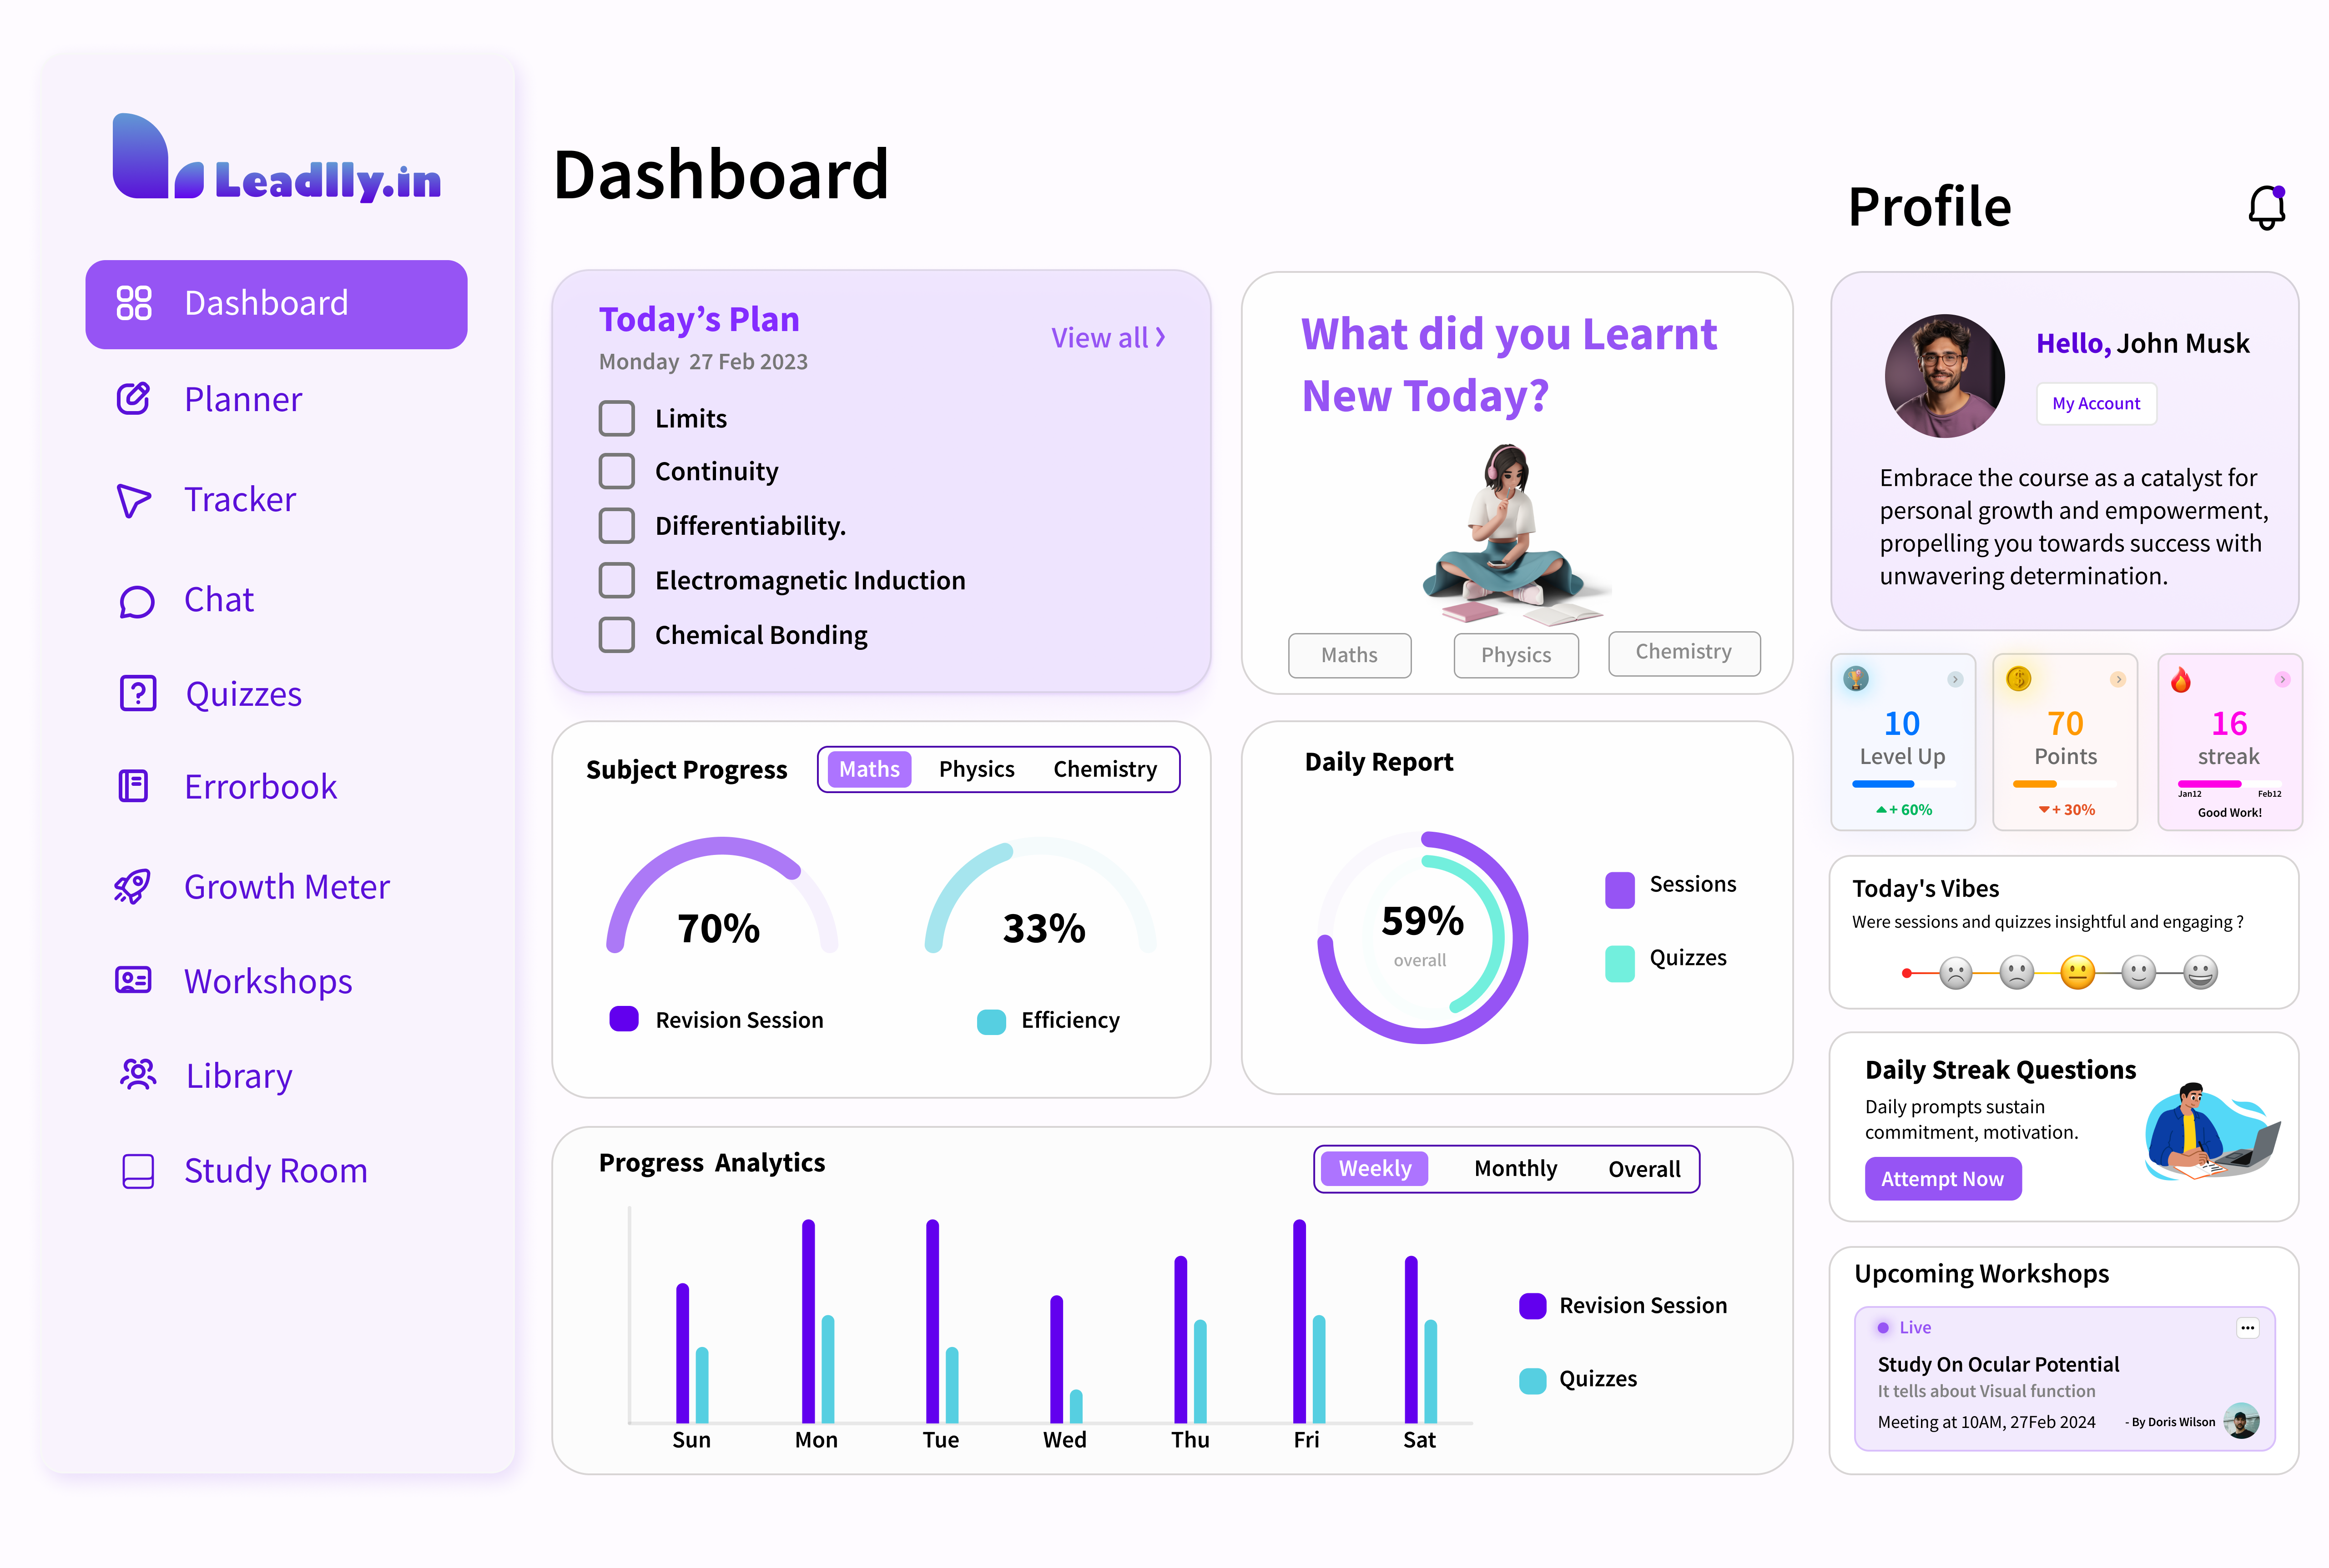 Leadlly.in
Dashboard
Planner
Tracker
Chat
Quizzes
Errorbook
Growth Meter
Workshops
Library
Study Room
Dashboard
Today’s Plan
Monday 27 Feb 2023
View all
Limits
Continuity
Differentiability.
Electromagnetic Induction
Chemical Bonding
What did you Learnt
New Today?
Maths
Physics
Chemistry
Subject Progress
Maths
Physics
Chemistry
70%
33%
Revision Session
Efficiency
Daily Report
59%
overall
Sessions
Quizzes
Progress Analytics
Weekly
Monthly
Overall
Sun
Mon
Tue
Wed
Thu
Fri
Sat
Revision Session
Quizzes
Profile
Hello, John Musk
My Account
Embrace the course as a catalyst for
personal growth and empowerment,
propelling you towards success with
unwavering determination.
10
Level Up
+ 60%
70
Points
+ 30%
16
streak
Jan12
Feb12
Good Work!
Today's Vibes
Were sessions and quizzes insightful and engaging ?
Daily Streak Questions
Daily prompts sustain
commitment, motivation.
Attempt Now
Upcoming Workshops
Live
Study On Ocular Potential
It tells about Visual function
Meeting at 10AM, 27Feb 2024
- By Doris Wilson